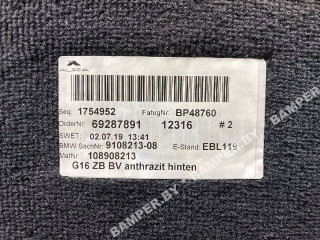 Seq: 1754952 FahrgNr: BP48760
OrderNr: 69287891 12316 # 2
SWET: 02.07.19 13:41
BMW SachNr: 9108213-08 E-Stand: EBL119
MatNr: 108908213
G16 ZB BV anthrazit hinten
BAMPER.BY
BAMPER.BY